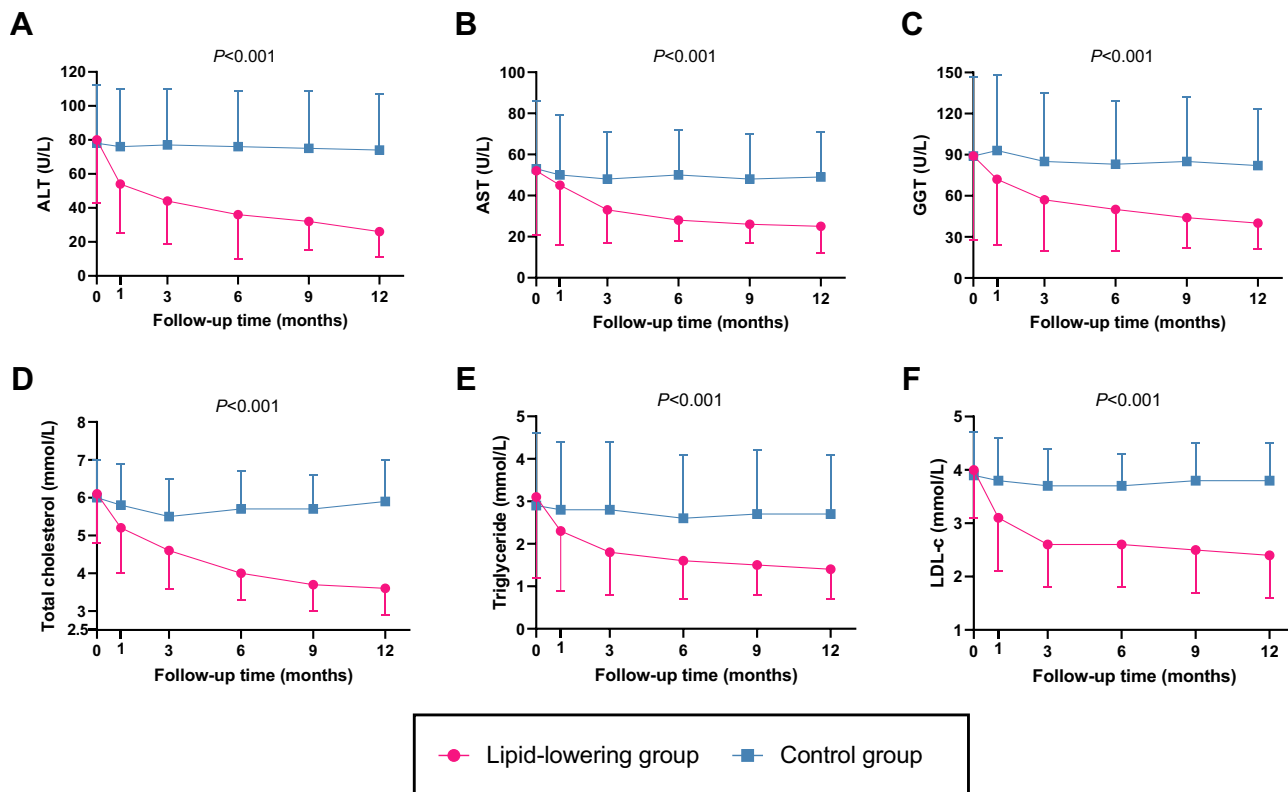 A
P<0.001
ALT (U/L)
120
100
80
60
40
20
0
0 1 3 6 9 12
Follow-up time (months)
B
P<0.001
AST (U/L)
100
80
60
40
20
0
0 1 3 6 9 12
Follow-up time (months)
C
P<0.001
GGT (U/L)
150
120
90
60
30
0
0 1 3 6 9 12
Follow-up time (months)
D
P<0.001
Total cholesterol (mmol/L)
8
7
6
5
4
3
2.5
0 1 3 6 9 12
Follow-up time (months)
E
P<0.001
Triglyceride (mmol/L)
5
4
3
2
1
0
0 1 3 6 9 12
Follow-up time (months)
F
P<0.001
LDL-c (mmol/L)
5
4
3
2
1
0 1 3 6 9 12
Follow-up time (months)
Lipid-lowering group
Control group